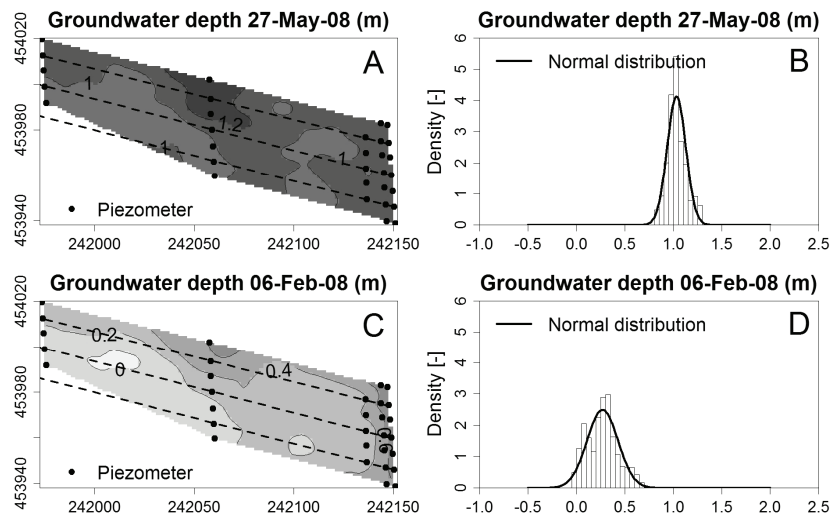 Groundwater depth 27-May-08 (m)
A
454020
453980
453940
1
1.2
1
1
Piezometer
242000 242050 242100 242150
Groundwater depth 27-May-08 (m)
B
Normal distribution
Density [-]
6
5
4
3
2
1
0
-1.0 -0.5 0.0 0.5 1.0 1.5 2.0 2.5
Groundwater depth 06-Feb-08 (m)
C
454020
453980
453940
0.2
0
0.4
Piezometer
242000 242050 242100 242150
Groundwater depth 06-Feb-08 (m)
D
Normal distribution
Density [-]
6
5
4
3
2
1
0
-1.0 -0.5 0.0 0.5 1.0 1.5 2.0 2.5